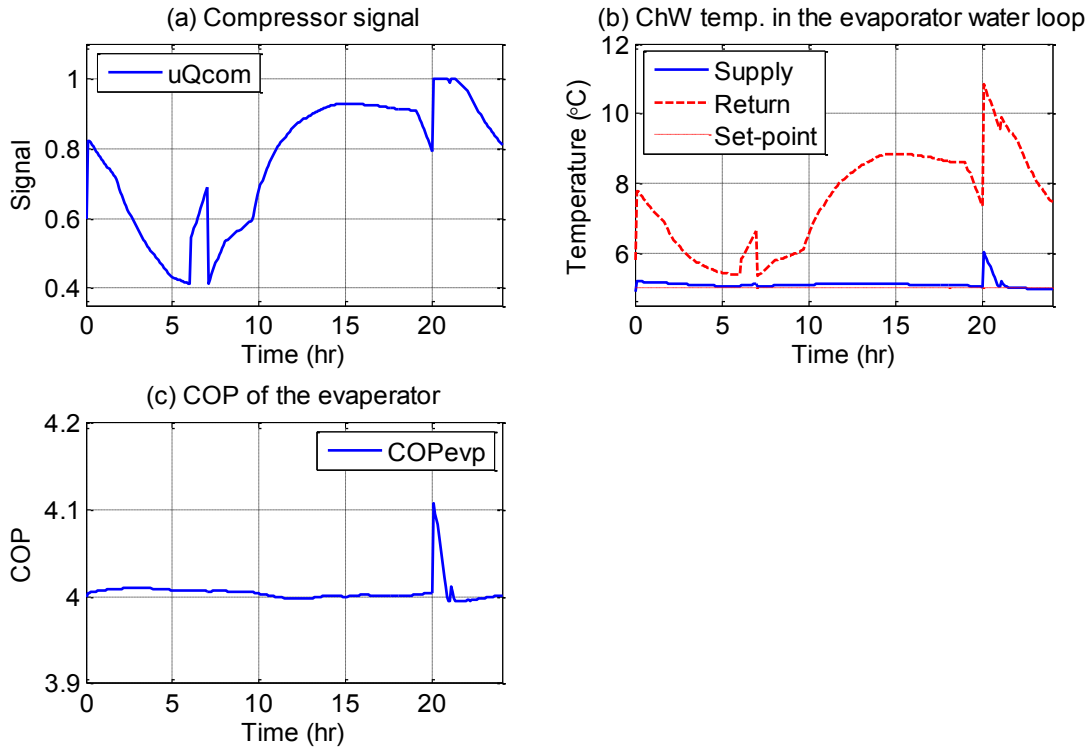 (a) Compressor signal
uQcom
1
0.8
0.6
0.4
Signal
0 5 10 15 20
Time (hr)
(b) ChW temp. in the evaporator water loop
Supply
Return
Set-point
12
10
8
6
Temperature (°C)
0 5 10 15 20
Time (hr)
(c) COP of the evaperator
COPevp
4.2
4.1
4
3.9
COP
0 5 10 15 20
Time (hr)